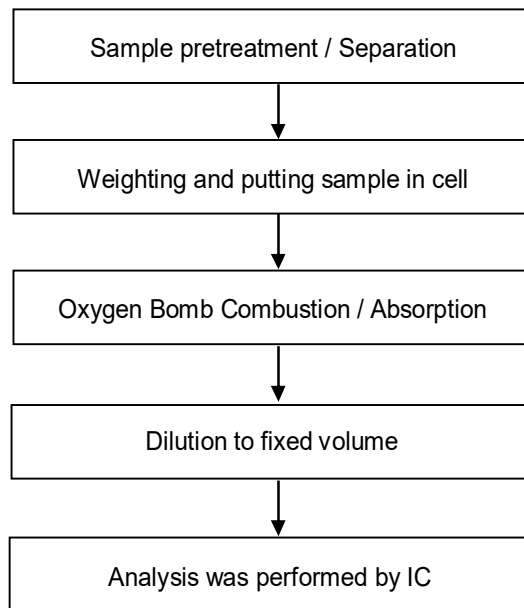 Sample pretreatment / Separation
Weighting and putting sample in cell
Oxygen Bomb Combustion / Absorption
Dilution to fixed volume
Analysis was performed by IC